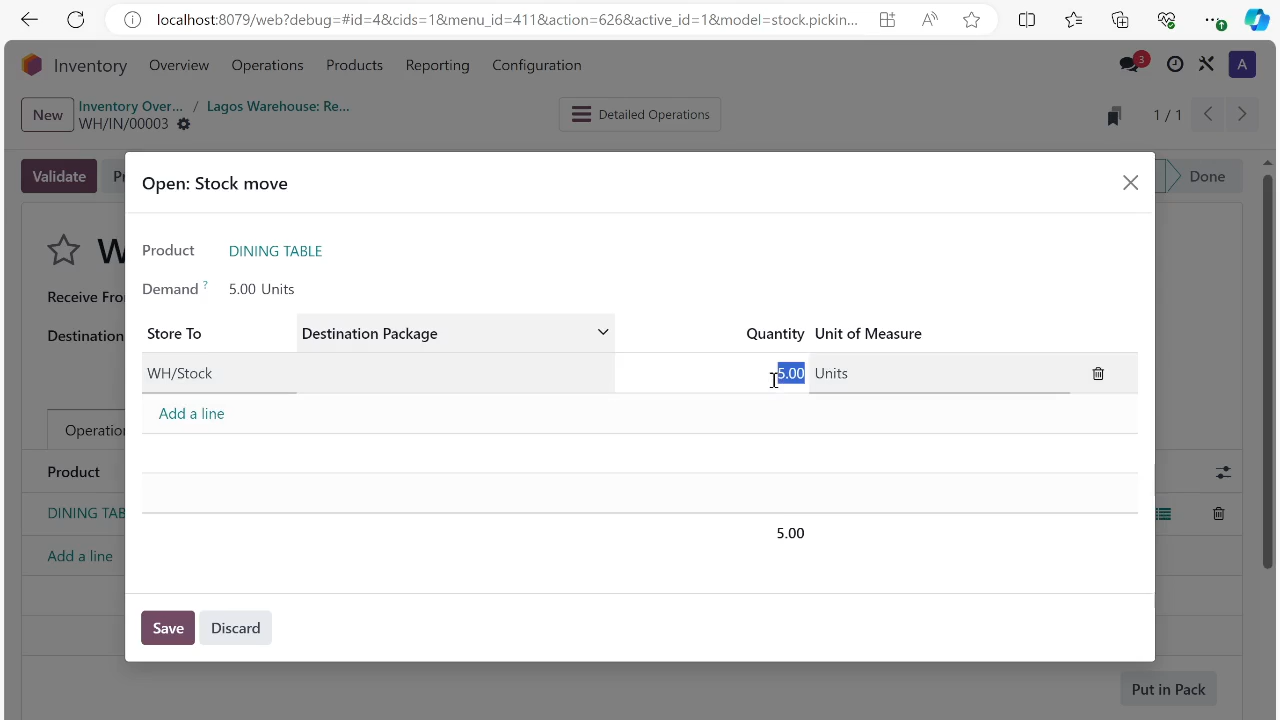 localhost:8079/web?debug=#id=4&cids=1&menu_id=411&action=626&active_id=1&model=stock.pickin...
Inventory Overview Operations Products Reporting Configuration 3 A
New Inventory Over... / Lagos Warehouse: Re... Detailed Operations 1 / 1
WH/IN/00003
Validate Pr Done
Open: Stock move
W
Product DINING TABLE
Receive Fro
Demand ? 5.00 Units
Destination
Store To Destination Package Quantity Unit of Measure
WH/Stock 5.00 Units
Add a line
Operation
Product
DINING TAB
5.00
Add a line
Save Discard
Put in Pack